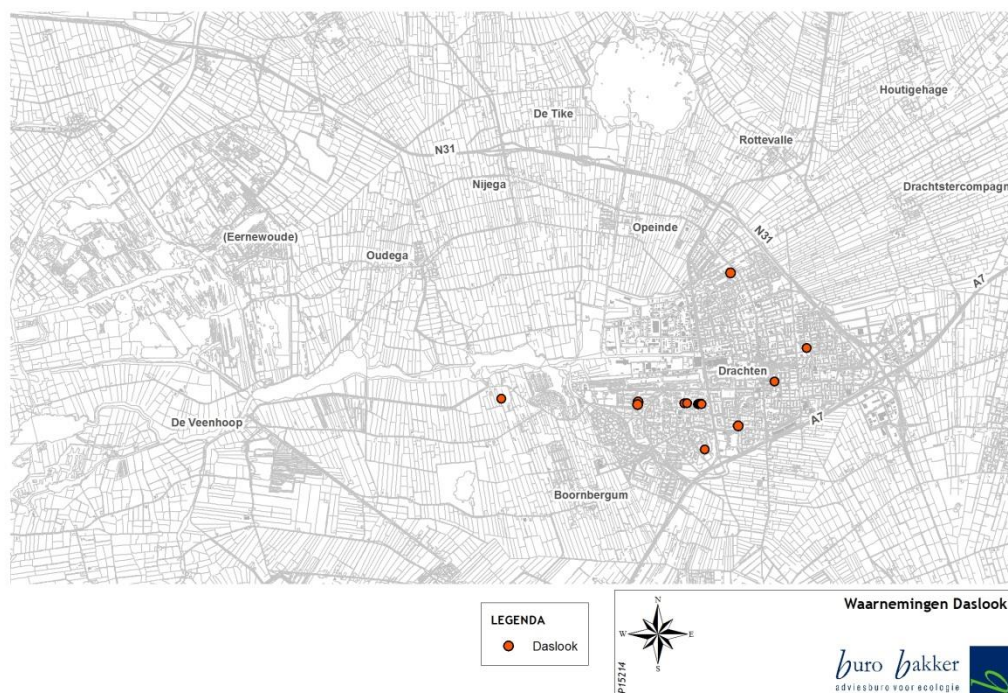 Houtigehage
De Tike
Rottevalle
N31
Nijega
Drachtstercompagn
Opeinde
(Eernewoude)
N31
Oudega
A7
Drachten
De Veenhoop
A7
Boornbergum
LEGENDA
Daslook
N
W
E
S
P15214
Waarnemingen Daslook
buro bakker
adviesburo voor ecologie